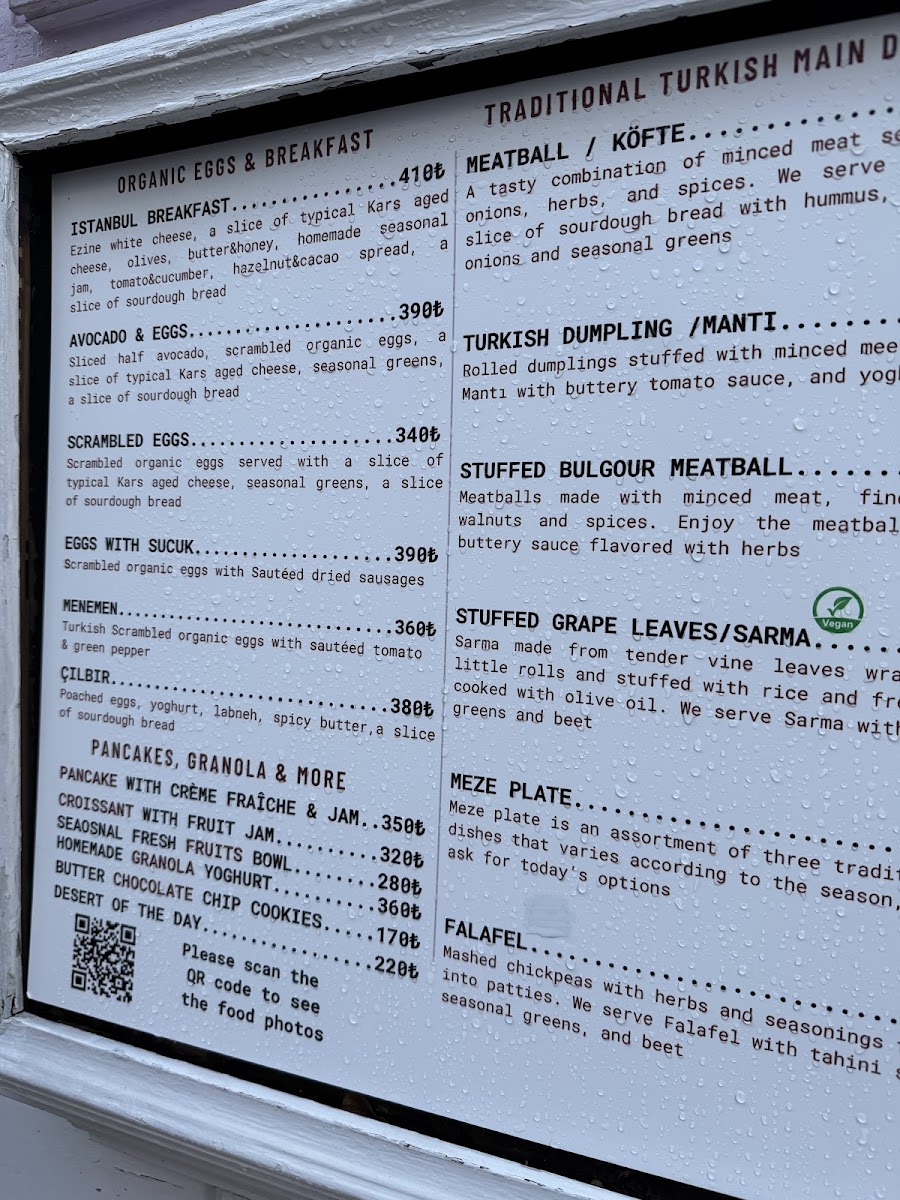 ORGANIC EGGS & BREAKFAST
ISTANBUL BREAKFAST................410₺
Ezine white cheese, a slice of typical Kars aged
cheese, olives, butter&honey, homemade seasonal
jam, tomato&cucumber, hazelnut&cacao spread, a
slice of sourdough bread
AVOCADO & EGGS.....................390₺
Sliced half avocado, scrambled organic eggs, a
slice of typical Kars aged cheese, seasonal greens,
a slice of sourdough bread
SCRAMBLED EGGS....................340₺
Scrambled organic eggs served with a slice of
typical Kars aged cheese, seasonal greens, a slice
of sourdough bread
EGGS WITH SUCUK...................390₺
Scrambled organic eggs with Sautéed dried sausages
MENEMEN...........................360₺
Turkish Scrambled organic eggs with sautéed tomato
& green pepper
ÇILBIR............................380₺
Poached eggs, yoghurt, labneh, spicy butter,a slice
of sourdough bread
PANCAKES, GRANOLA & MORE
PANCAKE WITH CRÈME FRAÎCHE & JAM..350₺
CROISSANT WITH FRUIT JAM..........320₺
SEAOSNAL FRESH FRUITS BOWL........280₺
HOMEMADE GRANOLA YOGHURT..........360₺
BUTTER CHOCOLATE CHIP COOKIES.....170₺
DESERT OF THE DAY.................220₺
Please scan the
QR code to see
the food photos
TRADITIONAL TURKISH MAIN D
MEATBALL / KÖFTE................
A tasty combination of minced meat se
onions, herbs, and spices. We serve
slice of sourdough bread with hummus,
onions and seasonal greens
TURKISH DUMPLING /MANTI........
Rolled dumplings stuffed with minced mee
Mantı with buttery tomato sauce, and yogh
STUFFED BULGOUR MEATBALL.......
Meatballs made with minced meat, fine
walnuts and spices. Enjoy the meatbal
buttery sauce flavored with herbs
Vegan
STUFFED GRAPE LEAVES/SARMA......
Sarma made from tender vine leaves wra
little rolls and stuffed with rice and fre
cooked with olive oil. We serve Sarma with
greens and beet
MEZE PLATE.....................
Meze plate is an assortment of three tradit
dishes that varies according to the season,
ask for today's options
FALAFEL........................
Mashed chickpeas with herbs and seasonings
into patties. We serve Falafel with tahini s
seasonal greens, and beet